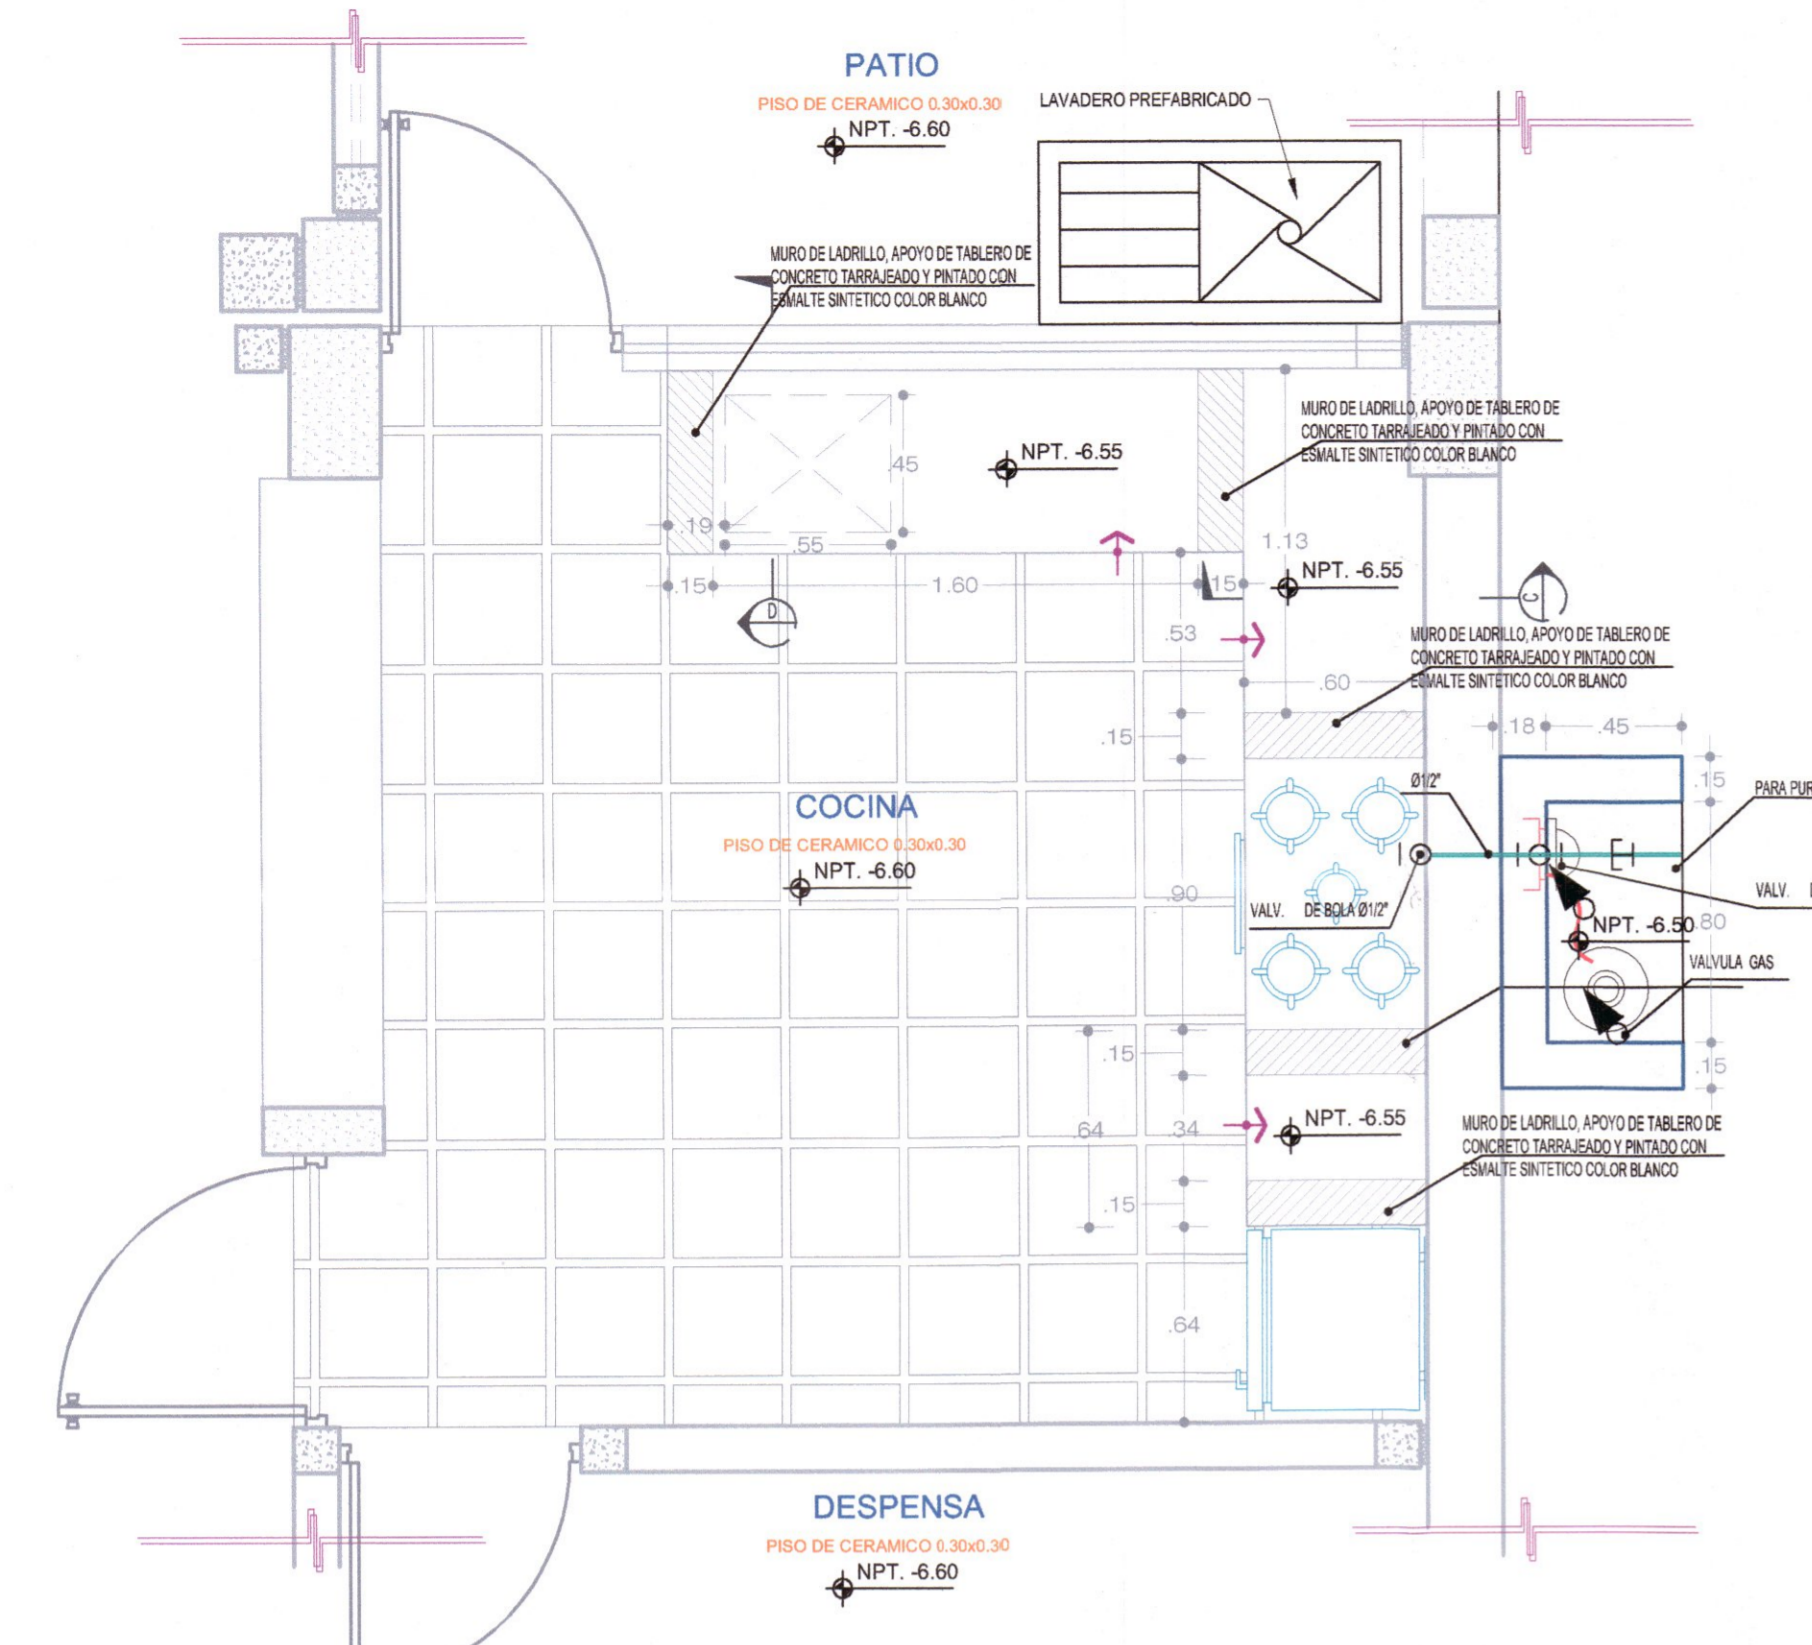 PATIO
PISO DE CERAMICO 0.30x0.30
NPT. -6.60
LAVADERO PREFABRICADO
MURO DE LADRILLO, APOYO DE TABLERO DE
CONCRETO TARRAJEADO Y PINTADO CON
ESMALTE SINTETICO COLOR BLANCO
MURO DE LADRILLO, APOYO DE TABLERO DE
CONCRETO TARRAJEADO Y PINTADO CON
ESMALTE SINTETICO COLOR BLANCO
NPT. -6.55
.45
.19
.55
.15
1.60
.15
1.13
NPT. -6.55
D
C
.53
MURO DE LADRILLO, APOYO DE TABLERO DE
CONCRETO TARRAJEADO Y PINTADO CON
ESMALTE SINTETICO COLOR BLANCO
.60
.15
.18
.45
.15
Ø1/2"
PARA PUR
COCINA
PISO DE CERAMICO 0.30x0.30
NPT. -6.60
.90
VALV. DE BOLA Ø1/2"
VALV. D
NPT. -6.50
.80
VALVULA GAS
.15
.15
.64
.34
NPT. -6.55
MURO DE LADRILLO, APOYO DE TABLERO DE
CONCRETO TARRAJEADO Y PINTADO CON
ESMALTE SINTETICO COLOR BLANCO
.15
.64
DESPENSA
PISO DE CERAMICO 0.30x0.30
NPT. -6.60